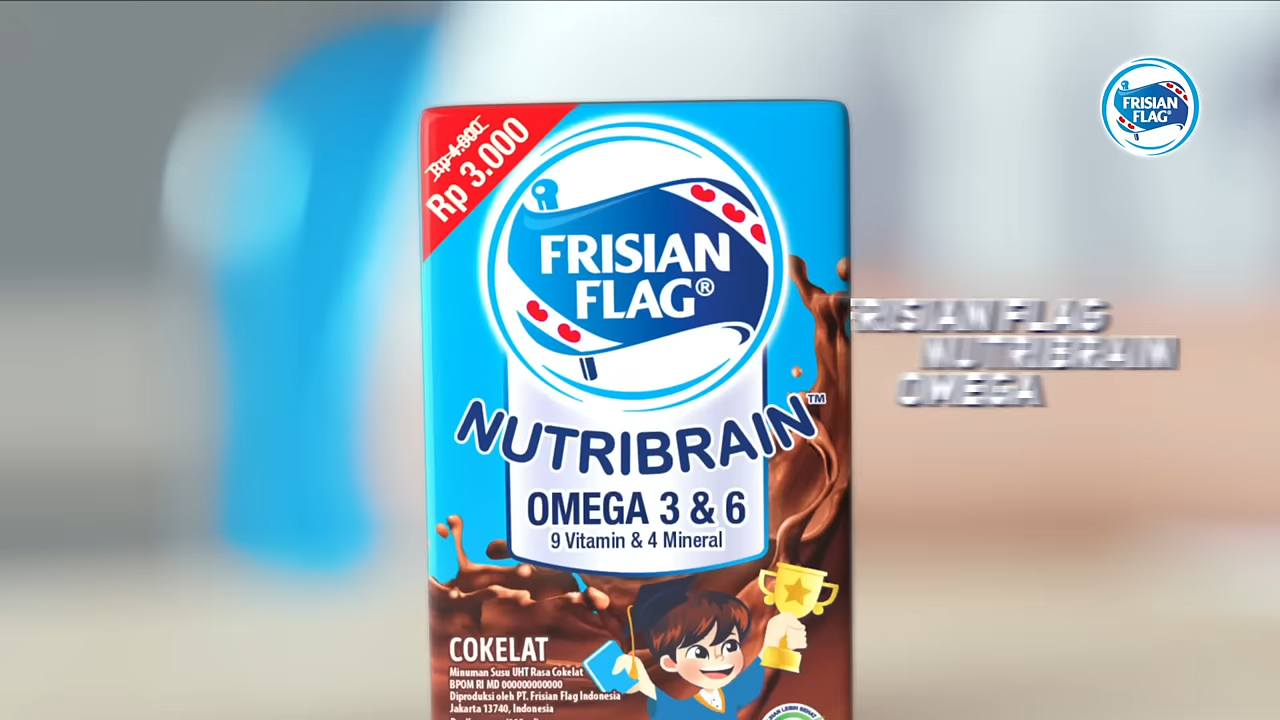 FRISIAN
FLAG®
Rp 4.000
Rp 3.000
FRISIAN
FLAG®
NUTRIBRAIN™
OMEGA 3 & 6
9 Vitamin & 4 Mineral
FRISIAN FLAG
NUTRIBRAIN
OMEGA
COKELAT
Minuman Susu UHT Rasa Cokelat
BPOM RI MD 000000000000
Diproduksi oleh PT. Frisian Flag Indonesia
Jakarta 13740, Indonesia